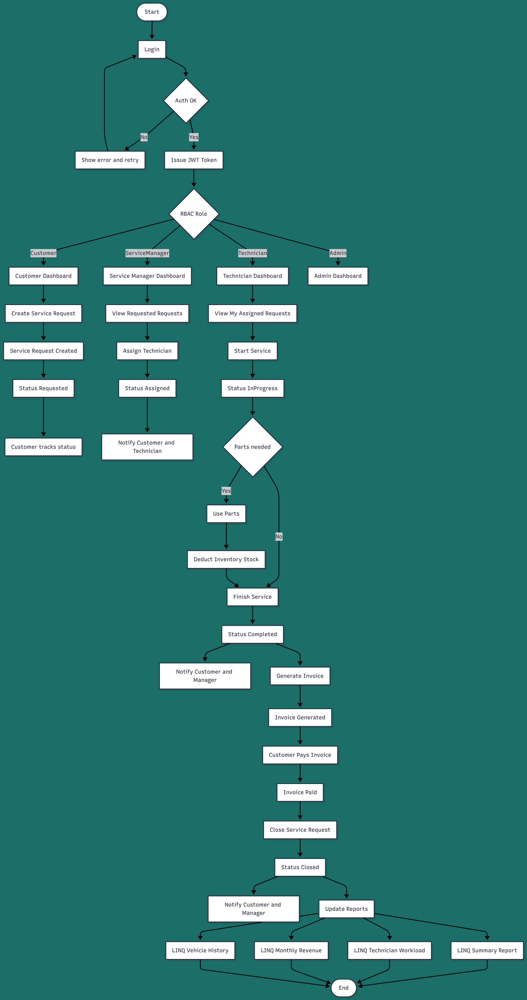 Start
Login
Auth OK
No
Yes
Show error and retry
Issue JWT Token
RBAC Role
Customer
ServiceManager
Technician
Admin
Customer Dashboard
Service Manager Dashboard
Technician Dashboard
Admin Dashboard
Create Service Request
View Requested Requests
View My Assigned Requests
Service Request Created
Assign Technician
Start Service
Status Requested
Status Assigned
Status InProgress
Customer tracks status
Notify Customer and
Technician
Parts needed
Yes
Use Parts
No
Deduct Inventory Stock
Finish Service
Status Completed
Notify Customer and
Manager
Generate Invoice
Invoice Generated
Customer Pays Invoice
Invoice Paid
Close Service Request
Status Closed
Notify Customer and
Manager
Update Reports
LINQ Vehicle History
LINQ Monthly Revenue
LINQ Technician Workload
LINQ Summary Report
End